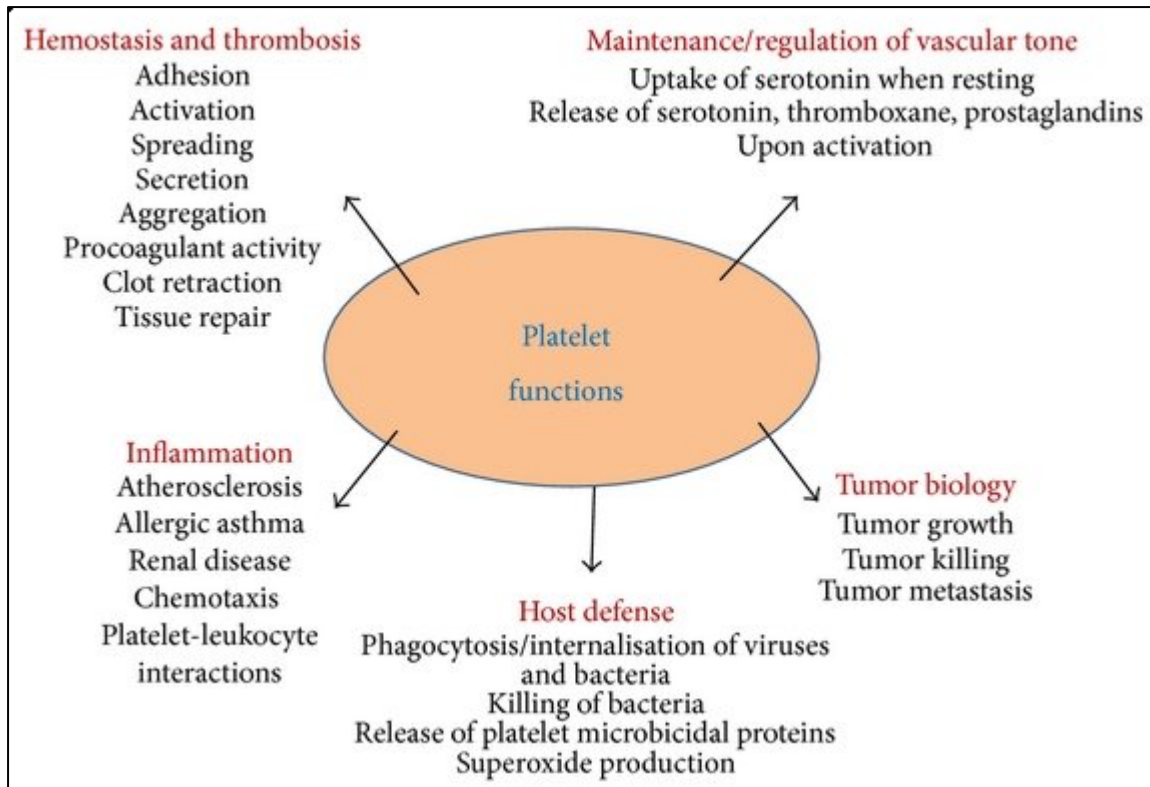 Hemostasis and thrombosis
Adhesion
Activation
Spreading
Secretion
Aggregation
Procoagulant activity
Clot retraction
Tissue repair
Maintenance/regulation of vascular tone
Uptake of serotonin when resting
Release of serotonin, thromboxane, prostaglandins
Upon activation
Platelet
functions
Inflammation
Atherosclerosis
Allergic asthma
Renal disease
Chemotaxis
Platelet-leukocyte
interactions
Host defense
Phagocytosis/internalisation of viruses
and bacteria
Killing of bacteria
Release of platelet microbicidal proteins
Superoxide production
Tumor biology
Tumor growth
Tumor killing
Tumor metastasis